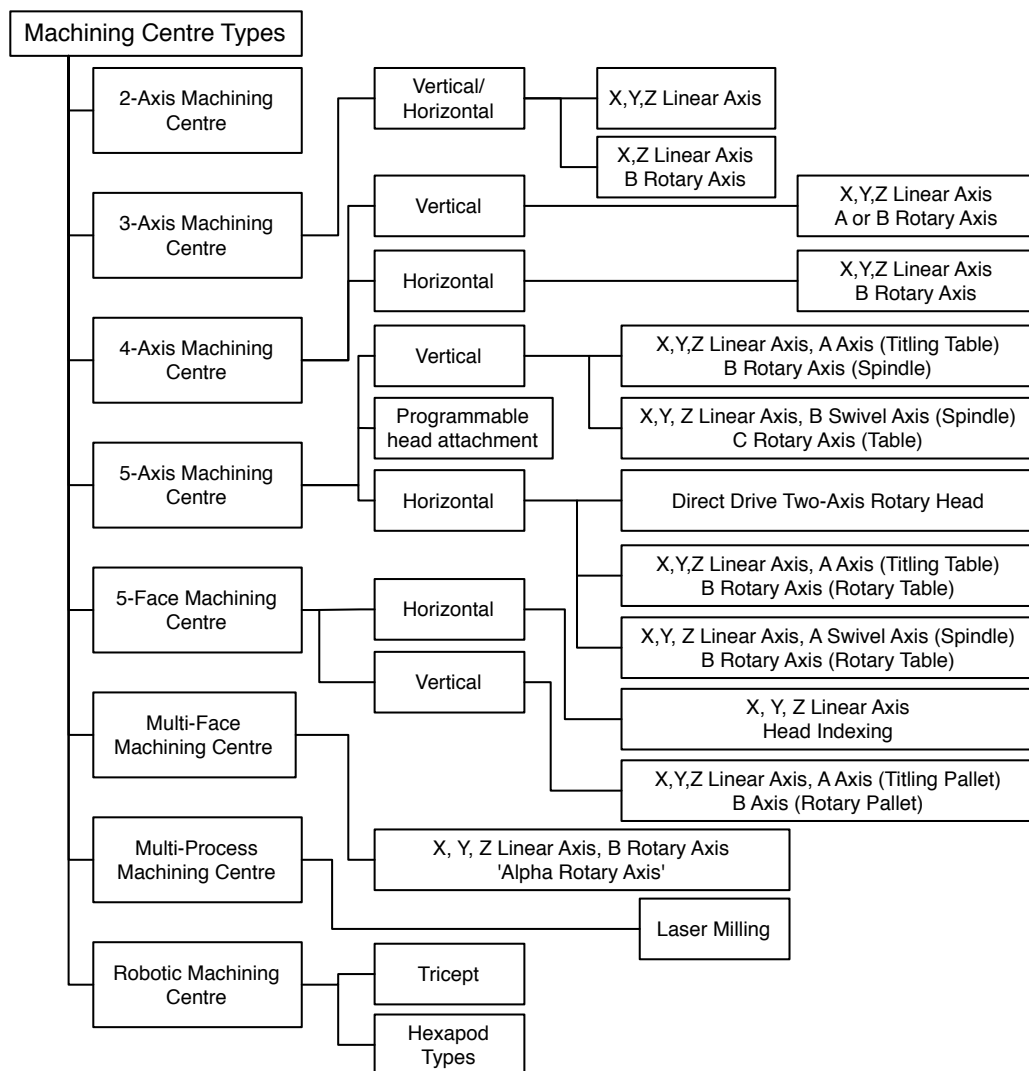 Machining Centre Types
2-Axis Machining
Centre
Vertical/
Horizontal
X,Y,Z Linear Axis
X,Z Linear Axis
B Rotary Axis
3-Axis Machining
Centre
Vertical
X,Y,Z Linear Axis
A or B Rotary Axis
Horizontal
X,Y,Z Linear Axis
B Rotary Axis
4-Axis Machining
Centre
Vertical
X,Y,Z Linear Axis, A Axis (Titling Table)
B Rotary Axis (Spindle)
Programmable
head attachment
X,Y, Z Linear Axis, B Swivel Axis (Spindle)
C Rotary Axis (Table)
5-Axis Machining
Centre
Horizontal
Direct Drive Two-Axis Rotary Head
X,Y,Z Linear Axis, A Axis (Titling Table)
B Rotary Axis (Rotary Table)
5-Face Machining
Centre
Horizontal
X,Y, Z Linear Axis, A Swivel Axis (Spindle)
B Rotary Axis (Rotary Table)
Vertical
X, Y, Z Linear Axis
Head Indexing
Multi-Face
Machining Centre
X,Y,Z Linear Axis, A Axis (Titling Pallet)
B Axis (Rotary Pallet)
Multi-Process
Machining Centre
X, Y, Z Linear Axis, B Rotary Axis
'Alpha Rotary Axis'
Laser Milling
Robotic Machining
Centre
Tricept
Hexapod
Types